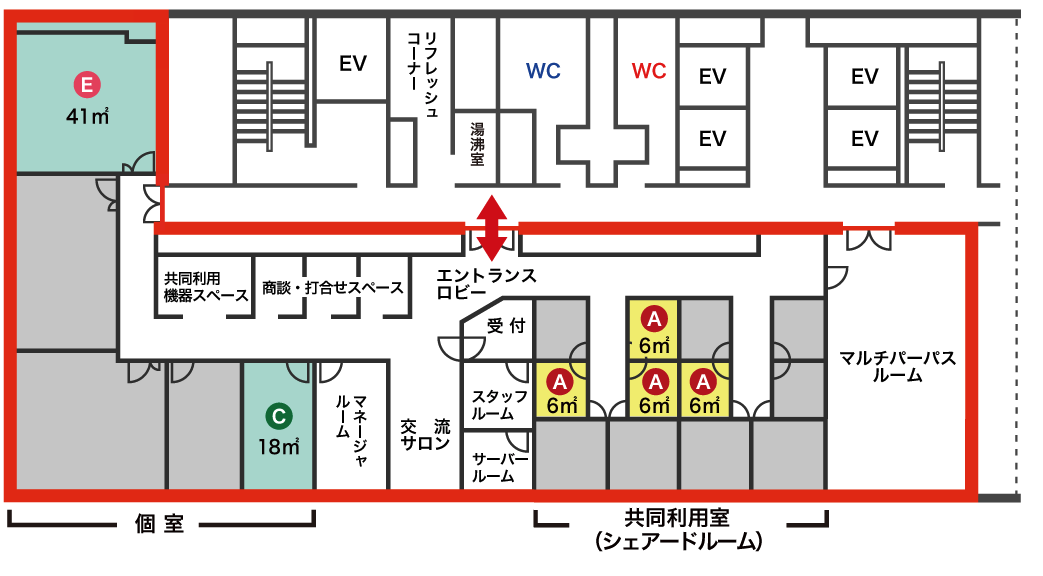 E
41㎡
EV
リフレッシュ
コーナー
湯沸室
WC
WC
EV
EV
EV
EV
共同利用
機器スペース
商談・打合せスペース
エントランス
ロビー
受付
A
6㎡
A
6㎡
A
6㎡
A
6㎡
スタッフ
ルーム
サーバー
ルーム
マルチパーパス
ルーム
C
18㎡
マネージャ
ルーム
交 流
サロン
個 室
共同利用室
(シェアードルーム)